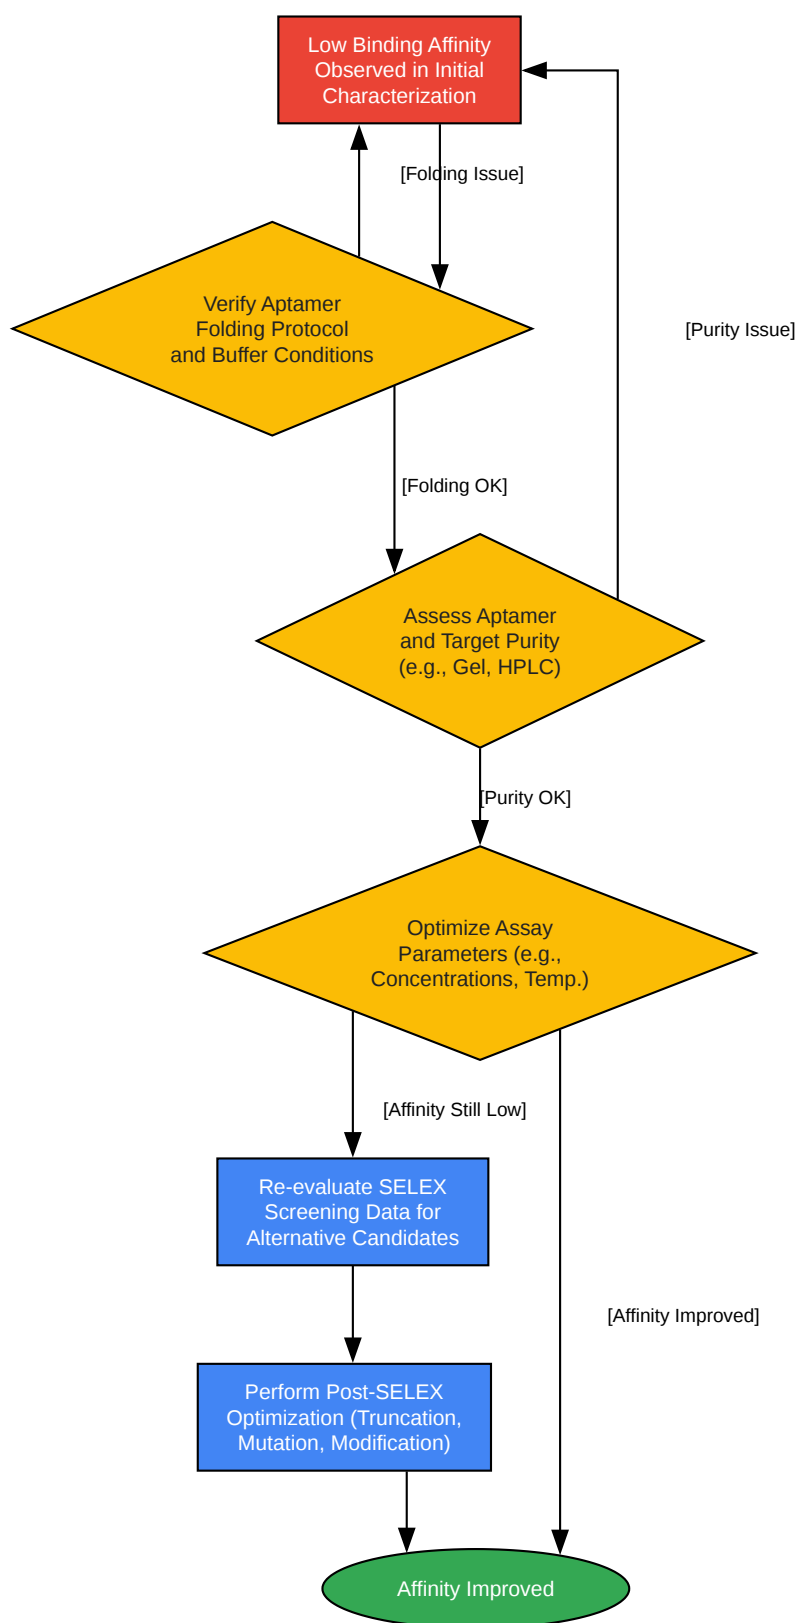 Low Binding Affinity
Observed in Initial
Characterization
[Folding Issue]
Verify Aptamer
Folding Protocol
and Buffer Conditions
[Purity Issue]
[Folding OK]
Assess Aptamer
and Target Purity
(e.g., Gel, HPLC)
[Purity OK]
Optimize Assay
Parameters (e.g.,
Concentrations, Temp.)
[Affinity Still Low]
Re-evaluate SELEX
Screening Data for
Alternative Candidates
[Affinity Improved]
Perform Post-SELEX
Optimization (Truncation,
Mutation, Modification)
Affinity Improved